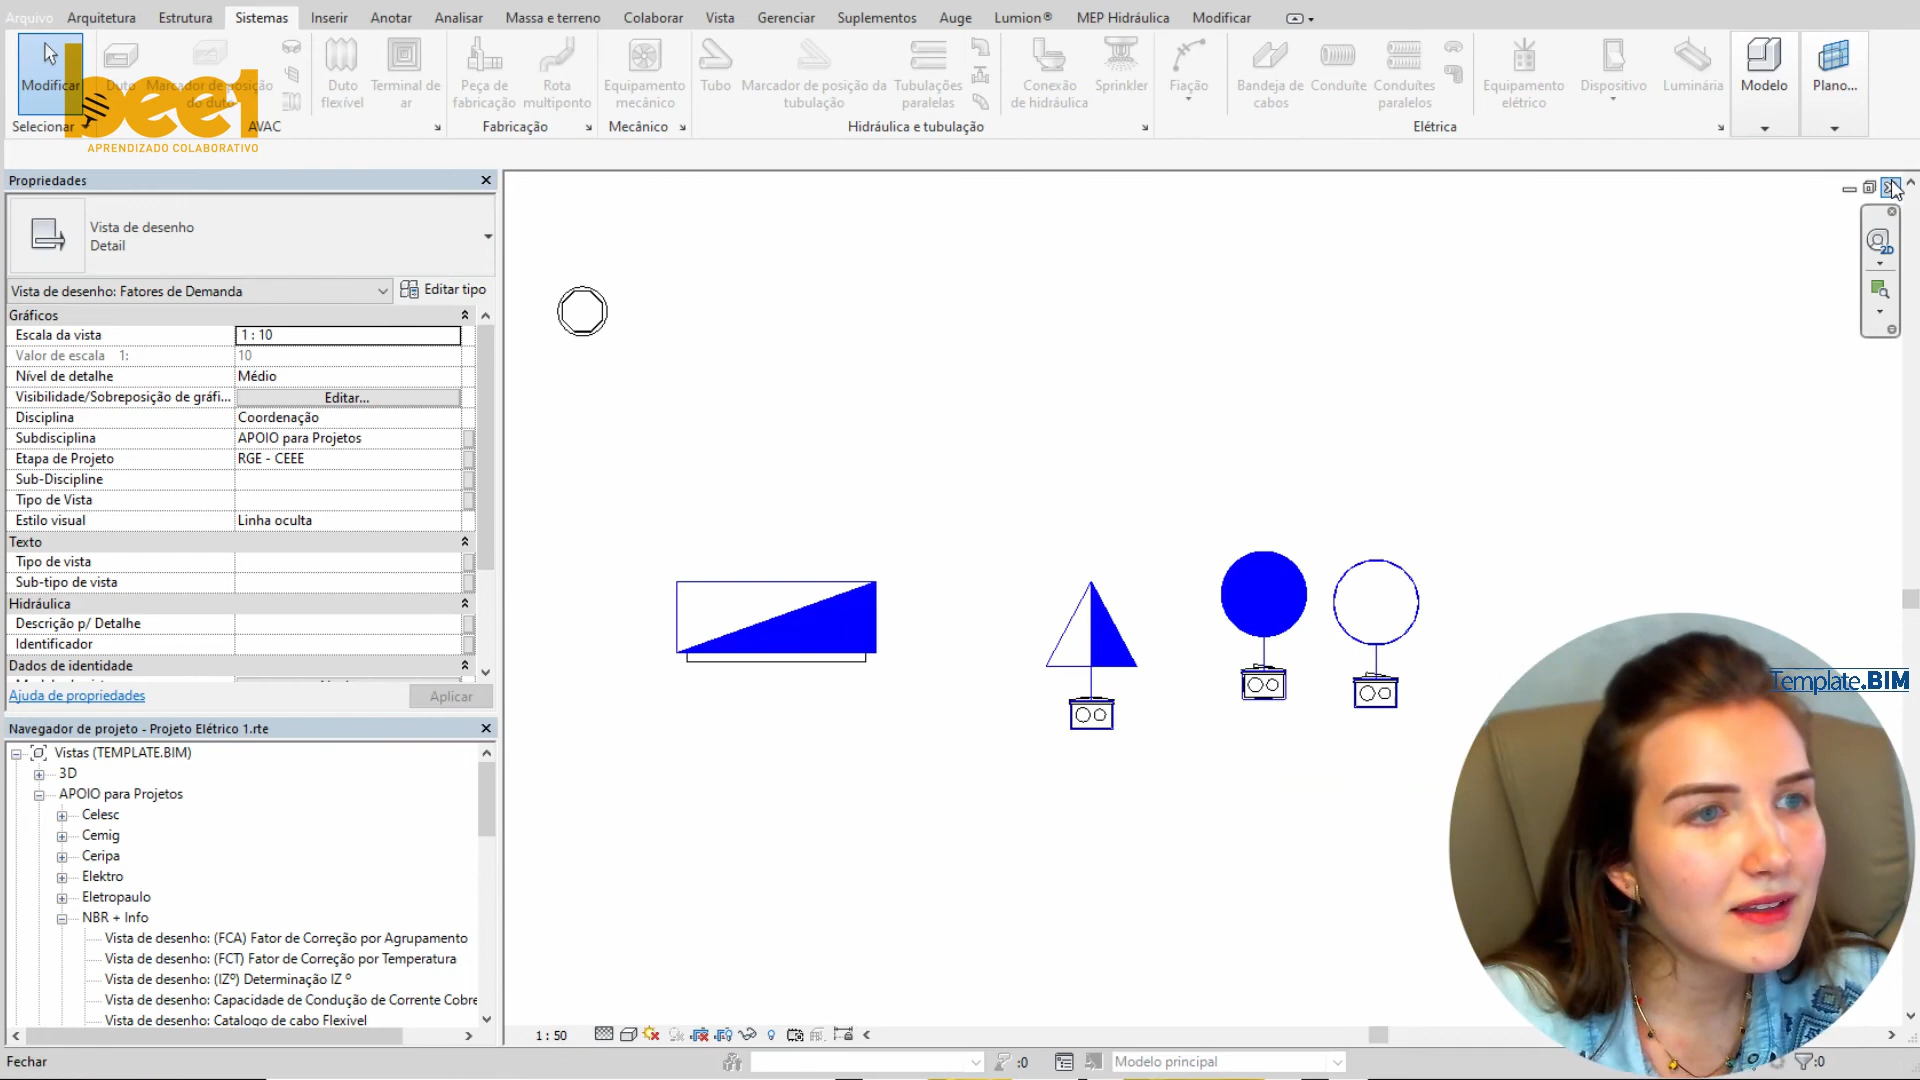 Arquivo Arquitetura Estrutura Sistemas Inserir Anotar Analisar Massa e terreno Colaborar Vista Gerenciar Suplementos Auge Lumion® MEP Hidráulica Modificar
Modificar Duto Marcador de posição do duto Duto flexível Terminal de ar Peça de fabricação Rota multiponto Equipamento mecânico Tubo Marcador de posição da tubulação Tubulações paralelas Conexão de hidráulica Sprinkler Fiação Bandeja de cabos Conduíte Conduítes paralelos Equipamento elétrico Dispositivo Luminária Modelo Plano...
Selecionar AVAC Fabricação Mecânico Hidráulica e tubulação Elétrica
bee1
APRENDIZADO COLABORATIVO
Propriedades
2D
Vista de desenho
Detail
Vista de desenho: Fatores de Demanda Editar tipo
Gráficos
Escala da vista 1 : 10
Valor de escala 1: 10
Nível de detalhe Médio
Visibilidade/Sobreposição de gráfi... Editar...
Disciplina Coordenação
Subdisciplina APOIO para Projetos
Etapa de Projeto RGE - CEEE
Sub-Discipline
Tipo de Vista
Estilo visual Linha oculta
Texto
Tipo de vista
Sub-tipo de vista
Hidráulica
Descrição p/ Detalhe
Identificador
Dados de identidade
Ajuda de propriedades Aplicar
Template.BIM
Navegador de projeto - Projeto Elétrico 1.rte
Vistas (TEMPLATE.BIM)
3D
APOIO para Projetos
Celesc
Cemig
Ceripa
Elektro
Eletropaulo
NBR + Info
Vista de desenho: (FCA) Fator de Correção por Agrupamento
Vista de desenho: (FCT) Fator de Correção por Temperatura
Vista de desenho: (IZº) Determinação IZ º
Vista de desenho: Capacidade de Condução de Corrente Cobre
Vista de desenho: Catalogo de cabo Flexivel
1 : 50
Fechar :0 Modelo principal :0